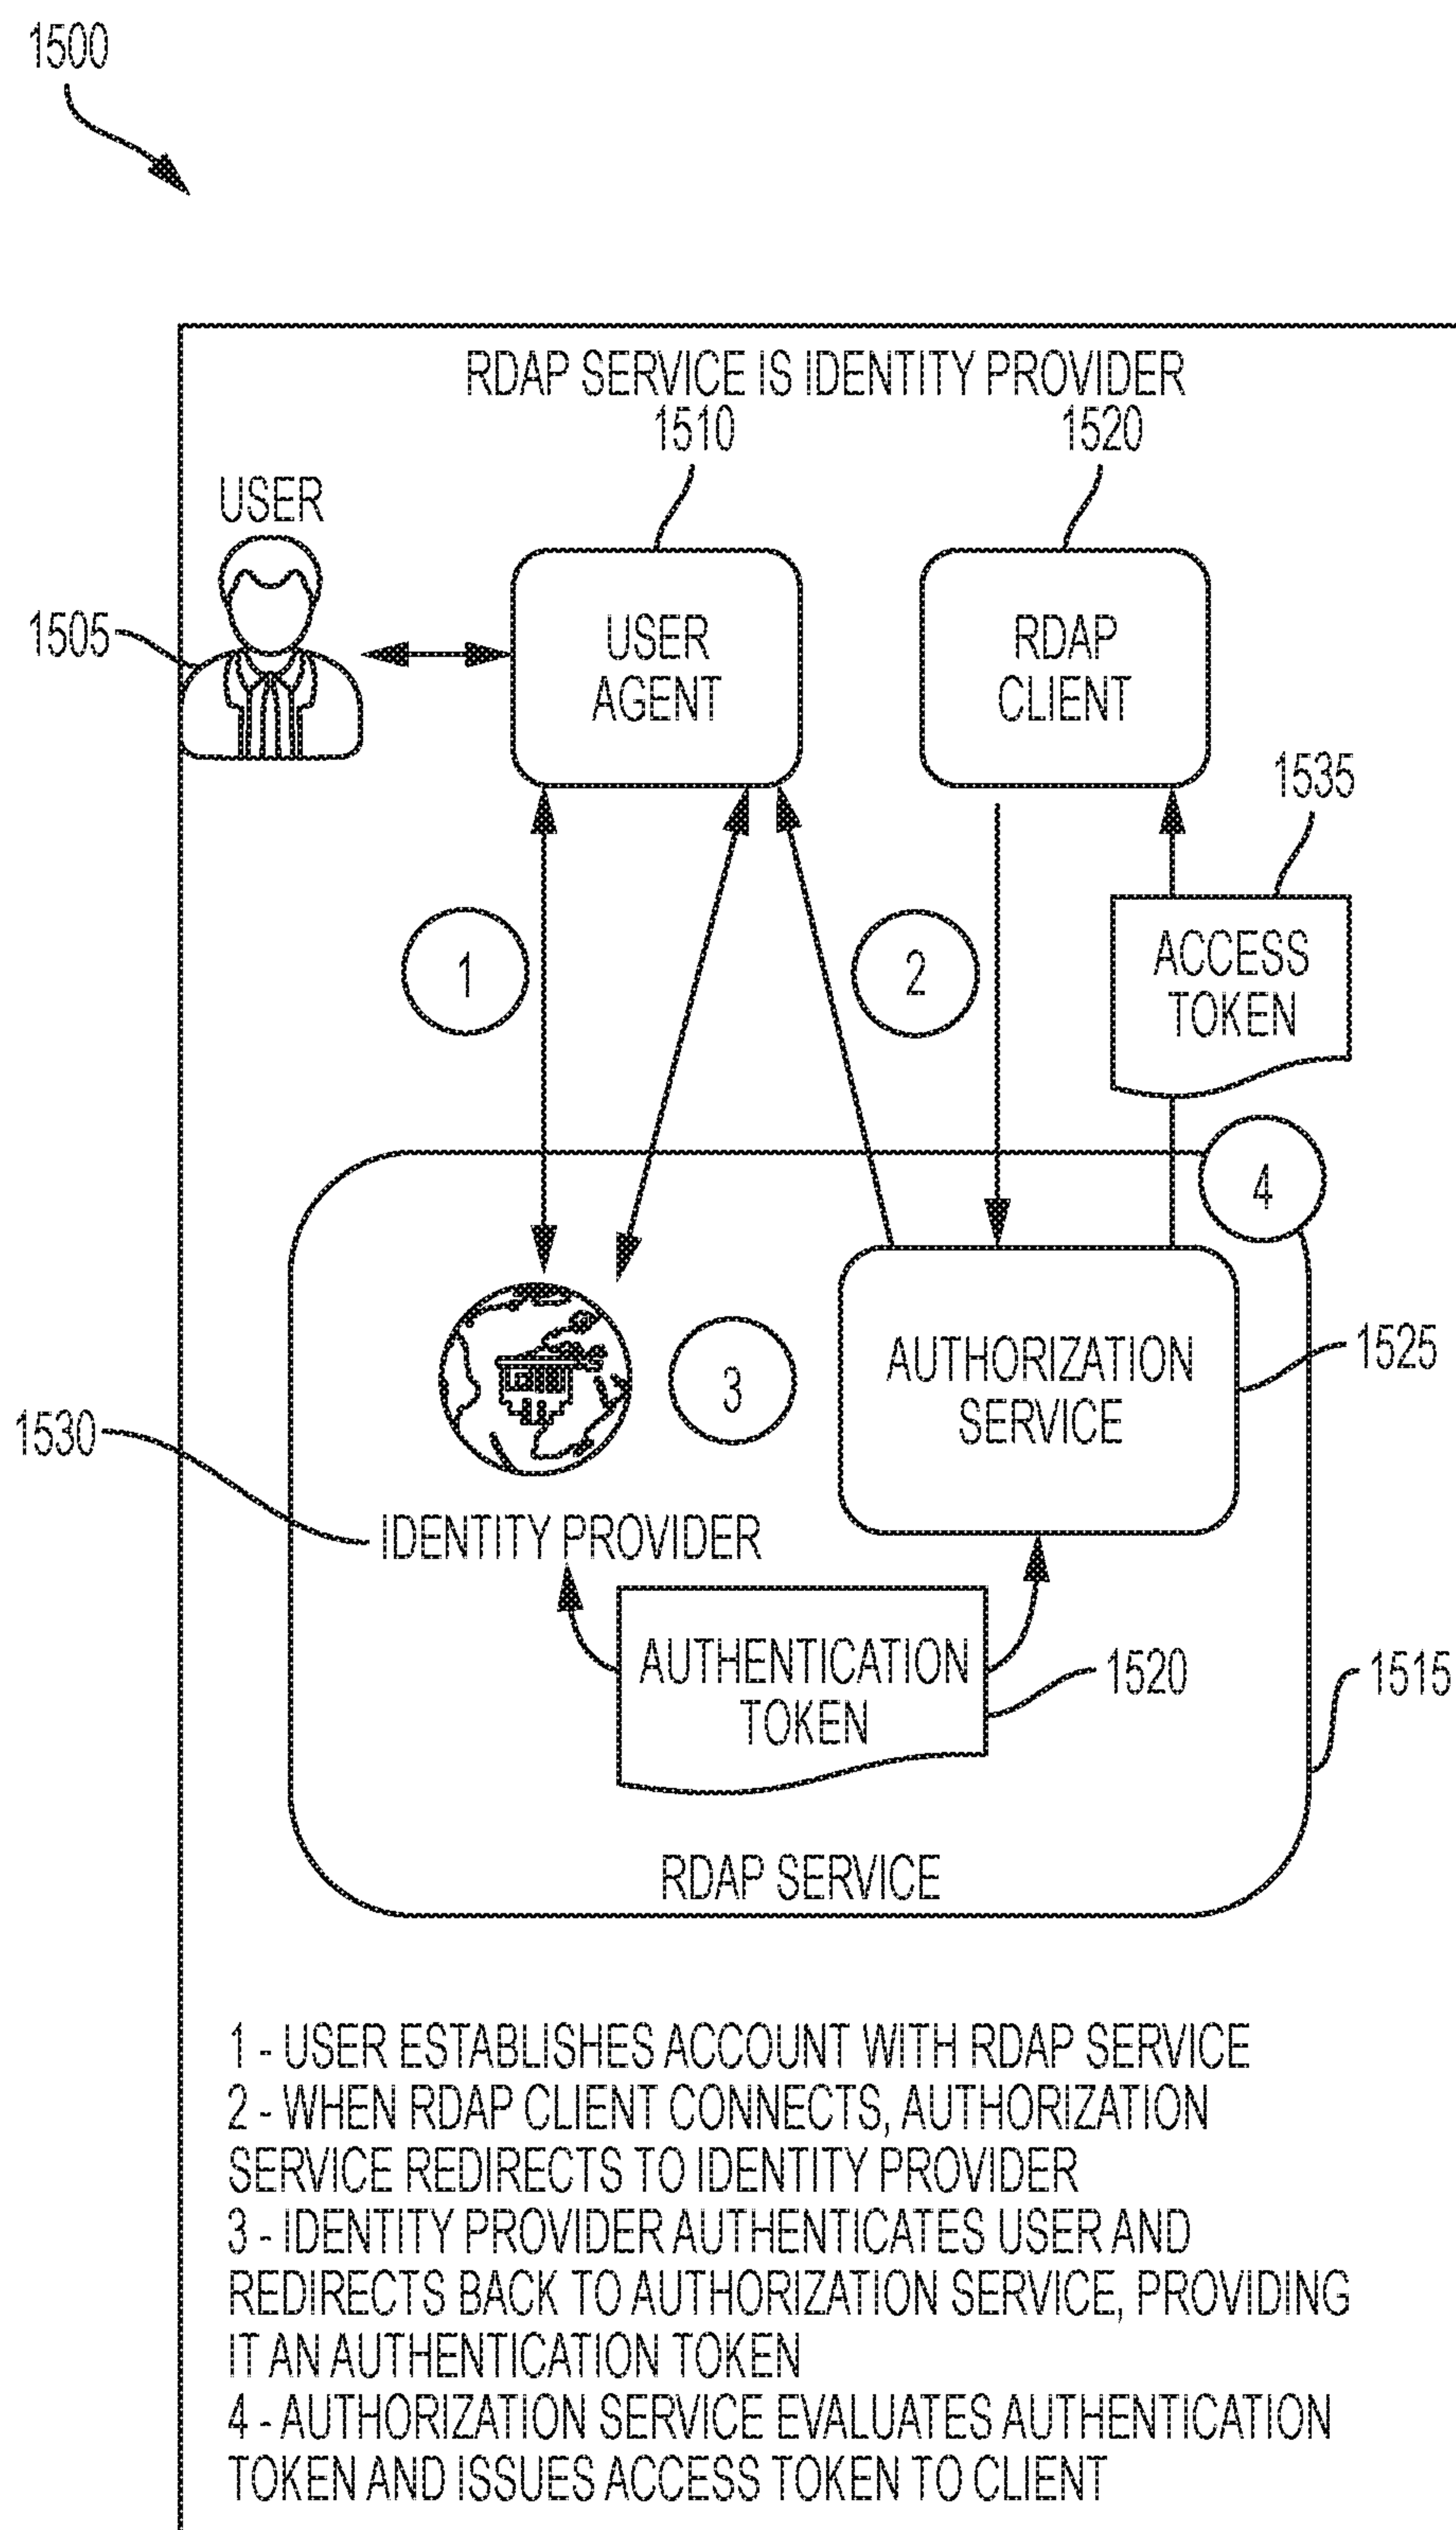 1500
RDAP SERVICE IS IDENTITY PROVIDER
1510
1520
USER
1505
USER
AGENT
RDAP
CLIENT
1535
1
2
ACCESS
TOKEN
4
3
AUTHORIZATION
SERVICE
1525
1530
IDENTITY PROVIDER
AUTHENTICATION
TOKEN
1520
1515
RDAP SERVICE
1 - USER ESTABLISHES ACCOUNT WITH RDAP SERVICE
2 - WHEN RDAP CLIENT CONNECTS, AUTHORIZATION
SERVICE REDIRECTS TO IDENTITY PROVIDER
3 - IDENTITY PROVIDER AUTHENTICATES USER AND
REDIRECTS BACK TO AUTHORIZATION SERVICE, PROVIDING
IT AN AUTHENTICATION TOKEN
4 - AUTHORIZATION SERVICE EVALUATES AUTHENTICATION
TOKEN AND ISSUES ACCESS TOKEN TO CLIENT